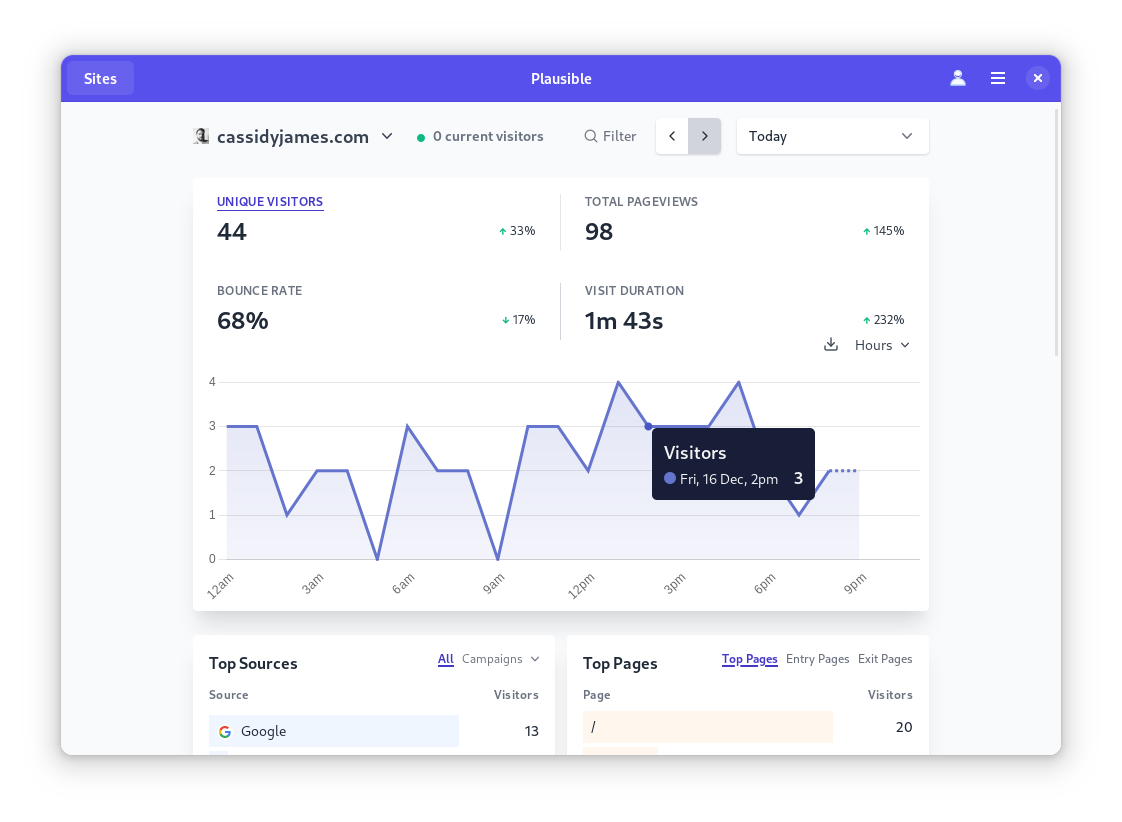 Sites
Plausible
cassidyjames.com
0 current visitors
Filter
Today
UNIQUE VISITORS
44
33%
TOTAL PAGEVIEWS
98
145%
BOUNCE RATE
68%
17%
VISIT DURATION
1m 43s
232%
Hours
4
3
2
1
0
Visitors
Fri, 16 Dec, 2pm 3
12am 3am 6am 9am 12pm 3pm 6pm 9pm
Top Sources
All Campaigns
Source Visitors
Google 13
Top Pages
Top Pages Entry Pages Exit Pages
Page Visitors
/ 20